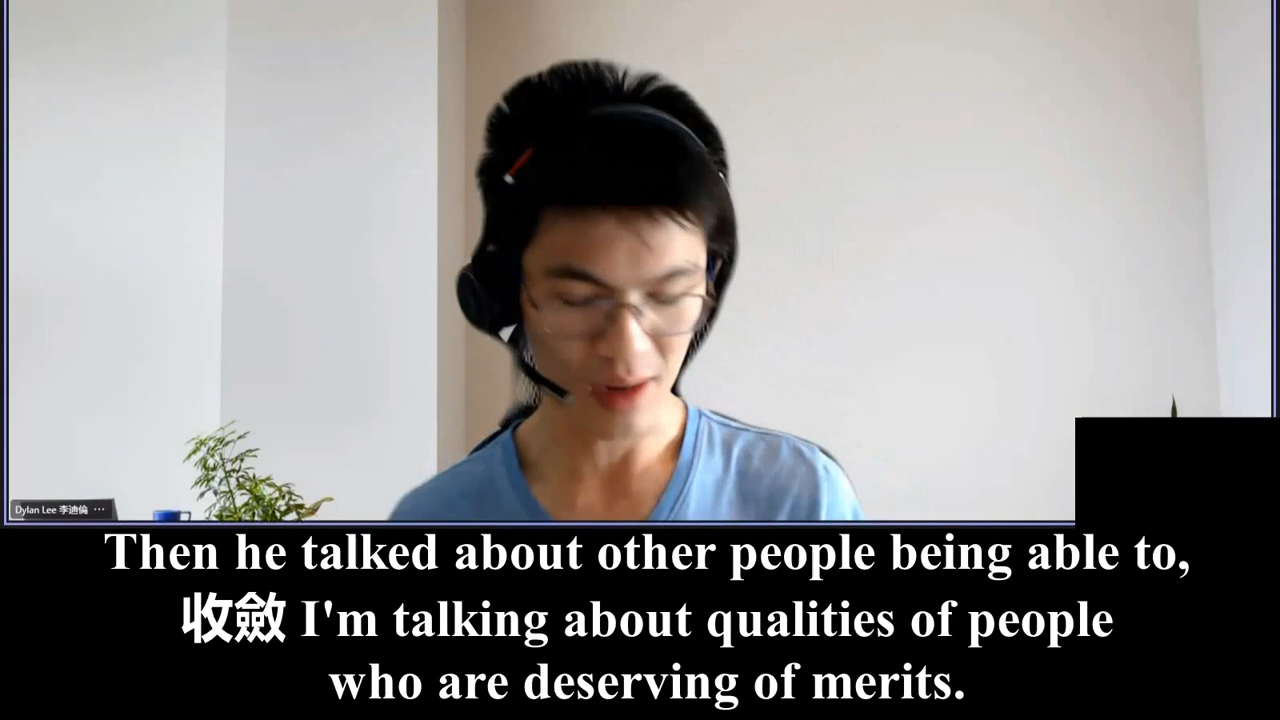 Dylan Lee 李迪倫 ···
Then he talked about other people being able to,
收斂 I'm talking about qualities of people
who are deserving of merits.